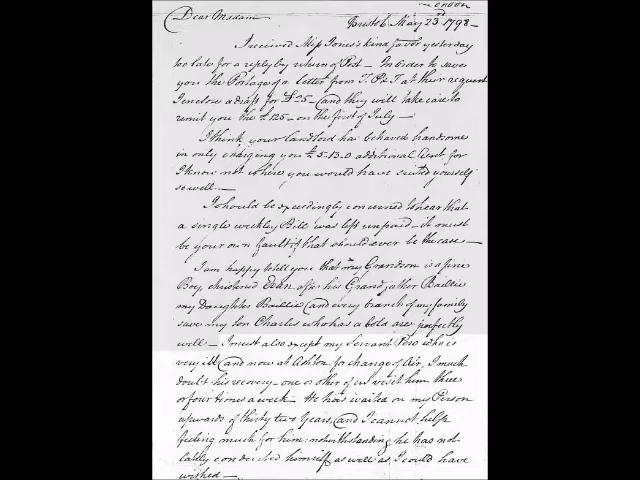 London
Dear Madam
Bristol May 23rd 1798 -
I received Miss Jones's kind favor yesterday
too late for a reply by return of Post - In order to save
you the Postage of a letter from T. P & T at their request
I enclose a draft for £25 - (and they will take care to
remit you the £125 - on the first of July -
I think your landlord has behaved handsome
in only charging you £5-13-0 additional Rent, for
I know not where you would have suited yourself
so well -
I should be exceedingly concerned to hear that
a single weekly Bill was left unpaid - it must
be your own fault if that should ever be the case -
I am happy to tell you that my Grandson is a fine
Boy, christened Evan after his Grandfather Baillie
my Daughter Baillie (and every branch of my family
save my son Charles who has a cold are perfectly
well - I must also except my Servant Pero who is
very ill (and now at Ashton for change of Air, I much
doubt his recovery - one or other of us visit him three
or four times a week - He has waited on my Person
upwards of thirty two Years, (and I cannot help
feeling much for him, notwithstanding he has not
lately conducted himself as well as I could have
wished -